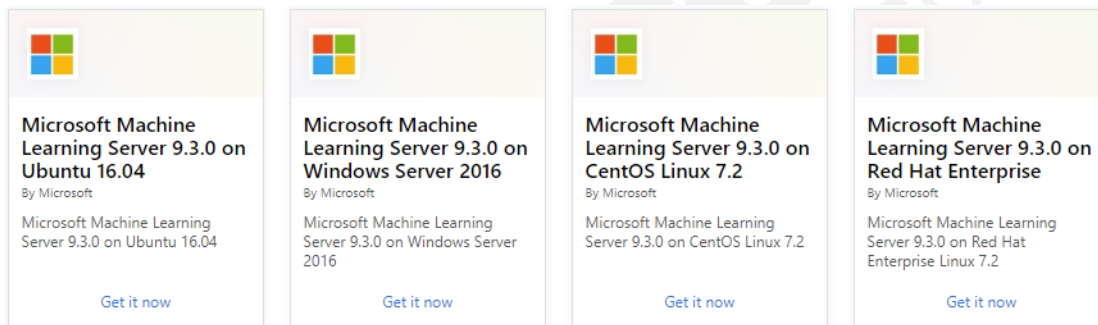 Microsoft Machine
Learning Server 9.3.0 on
Ubuntu 16.04
By Microsoft
Microsoft Machine Learning
Server 9.3.0 on Ubuntu 16.04
Get it now
Microsoft Machine
Learning Server 9.3.0 on
Windows Server 2016
By Microsoft
Microsoft Machine Learning
Server 9.3.0 on Windows Server
2016
Get it now
Microsoft Machine
Learning Server 9.3.0 on
CentOS Linux 7.2
By Microsoft
Microsoft Machine Learning
Server 9.3.0 on CentOS Linux 7.2
Get it now
Microsoft Machine
Learning Server 9.3.0 on
Red Hat Enterprise
By Microsoft
Microsoft Machine Learning
Server 9.3.0 on Red Hat
Enterprise Linux 7.2
Get it now